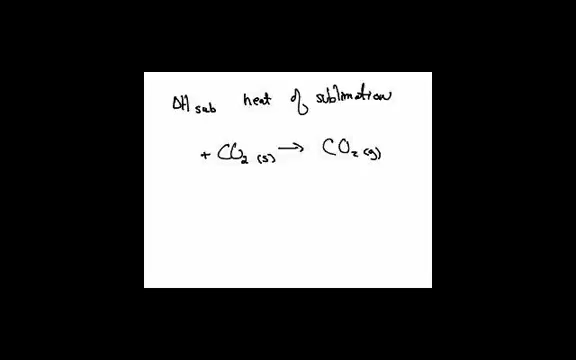 ΔH sub heat of sublimation
+ CO₂ (s) → CO₂ (g)